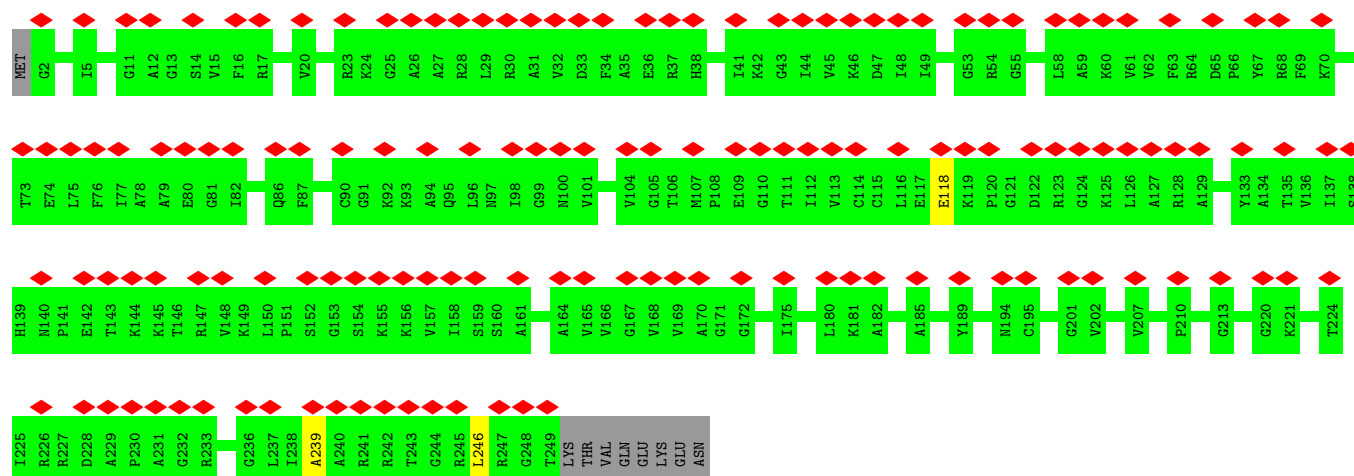 MET G2 I5 G11 A12 G13 S14 V15 F16 R17 V20 R23 K24 G25 A26 A27 R28 L29 R30 A31 V32 D33 F34 A35 E36 R37 H38 I41 K42 G43 I44 V45 K46 D47 I48 I49 G53 R54 G55 L58 A59 K60 V61 V62 F63 R64 D65 P66 Y67 R68 F69 K70
T73 E74 L75 F76 I77 A78 A79 E80 G81 I82 Q86 F87 C90 G91 K92 K93 A94 Q95 L96 N97 I98 G99 N100 V101 V104 G105 T106 M107 P108 E109 G110 T111 I112 V113 C114 C115 L116 E117 E118 K119 P120 G121 D122 R123 G124 K125 L126 A127 R128 A129 Y133 A134 T135 V136 I137 S138
H139 N140 P141 E142 T143 K144 K145 T146 R147 V148 K149 L150 P151 S152 G153 S154 K155 K156 V157 I158 S159 S160 A161 A164 V165 V166 G167 V168 V169 A170 G171 G172 I175 L180 K181 A182 A185 Y189 N194 C195 G201 V202 V207 P210 G213 G220 K221 T224
I225 R226 R227 D228 A229 P230 A231 G232 R233 G236 L237 I238 A239 A240 R241 R242 T243 G244 R245 L246 R247 G248 T249 LYS THR VAL GLN GLU LYS GLU ASN